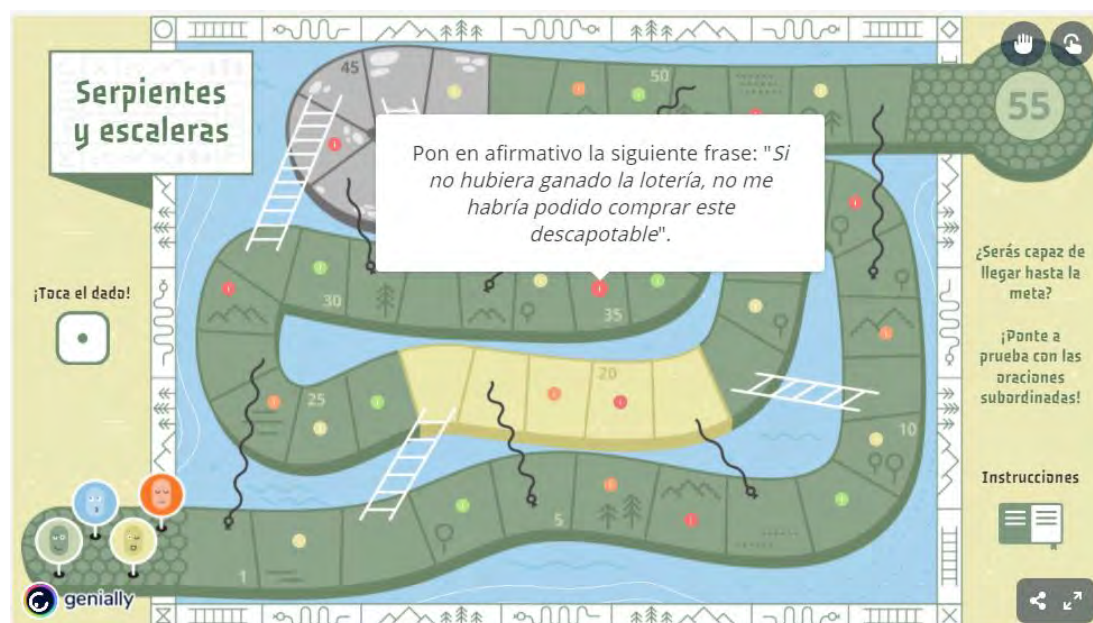 Serpientes
y escaleras
45
50
55
Pon en afirmativo la siguiente frase: "Si
no hubiera ganado la lotería, no me
habría podido comprar este
descapotable".
¿Serás capaz de
llegar hasta la
meta?
¡Ponte a
prueba con las
oraciones
subordinadas!
¡Toca el dado!
30
35
20
25
10
5
1
Instrucciones
genially